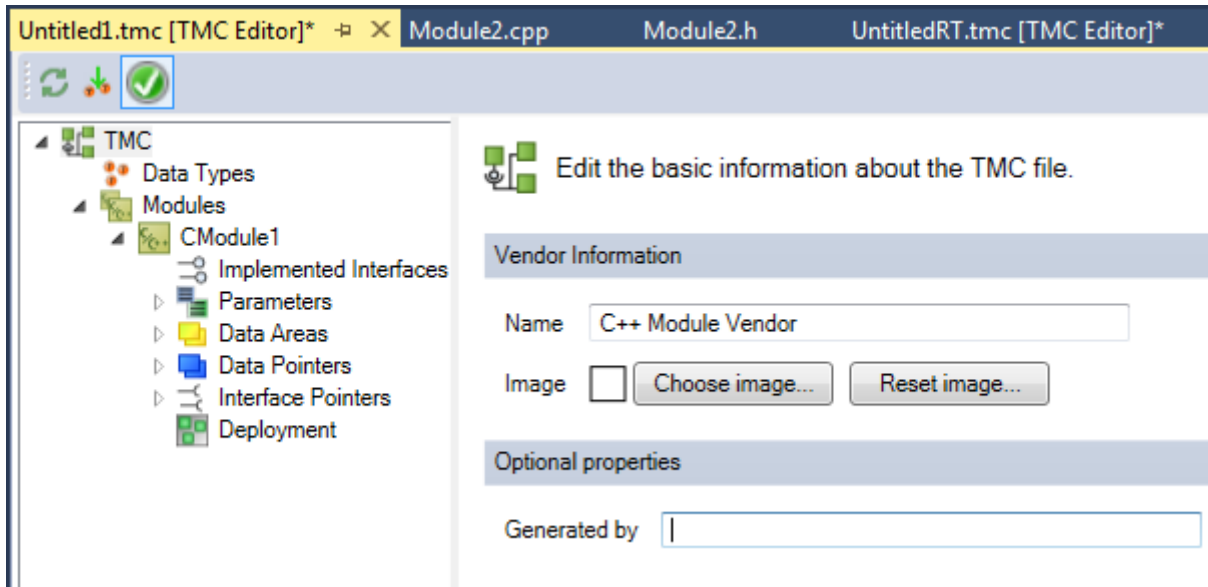 Untitled1.tmc [TMC Editor]* Module2.cpp Module2.h UntitledRT.tmc [TMC Editor]*
TMC
Data Types
Modules
CModule1
Implemented Interfaces
Parameters
Data Areas
Data Pointers
Interface Pointers
Deployment
Edit the basic information about the TMC file.
Vendor Information
Name C++ Module Vendor
Image Choose image... Reset image...
Optional properties
Generated by